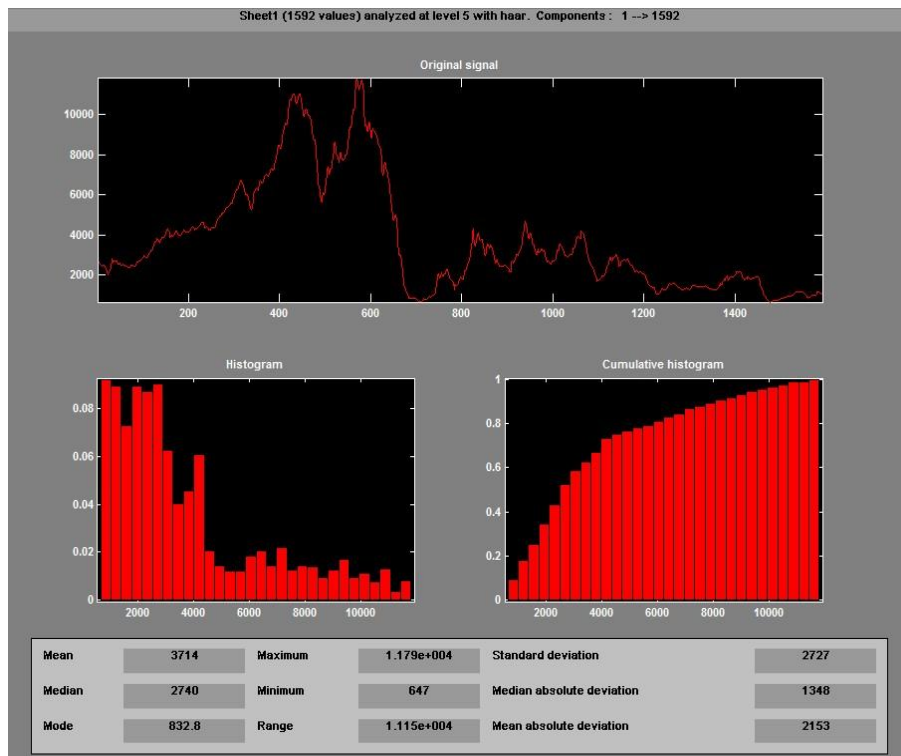 Sheet1 (1592 values) analyzed at level 5 with haar. Components : 1 --> 1592
Original signal
10000
8000
6000
4000
2000
200 400 600 800 1000 1200 1400
Histogram
0.08
0.06
0.04
0.02
0
2000 4000 6000 8000 10000
Cumulative histogram
1
0.8
0.6
0.4
0.2
0
2000 4000 6000 8000 10000
Mean 3714 Maximum 1.179e+004 Standard deviation 2727
Median 2740 Minimum 647 Median absolute deviation 1348
Mode 832.8 Range 1.115e+004 Mean absolute deviation 2153